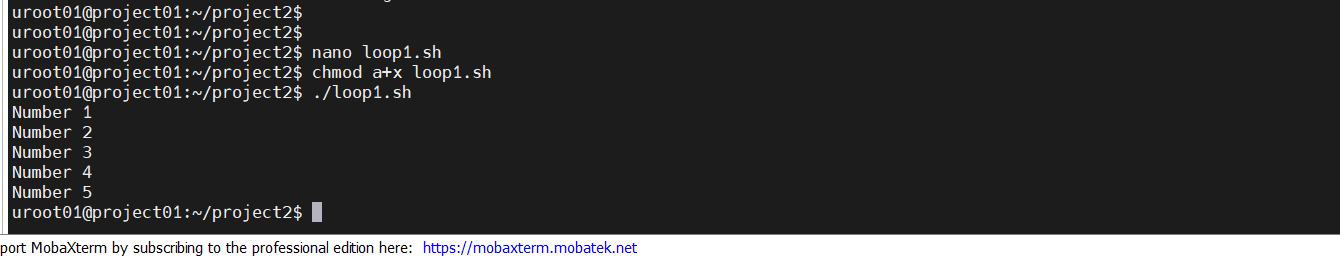 uroot01@project01:~/project2$
uroot01@project01:~/project2$
uroot01@project01:~/project2$ nano loop1.sh
uroot01@project01:~/project2$ chmod a+x loop1.sh
uroot01@project01:~/project2$ ./loop1.sh
Number 1
Number 2
Number 3
Number 4
Number 5
uroot01@project01:~/project2$
port MobaXterm by subscribing to the professional edition here: https://mobaxterm.mobatek.net